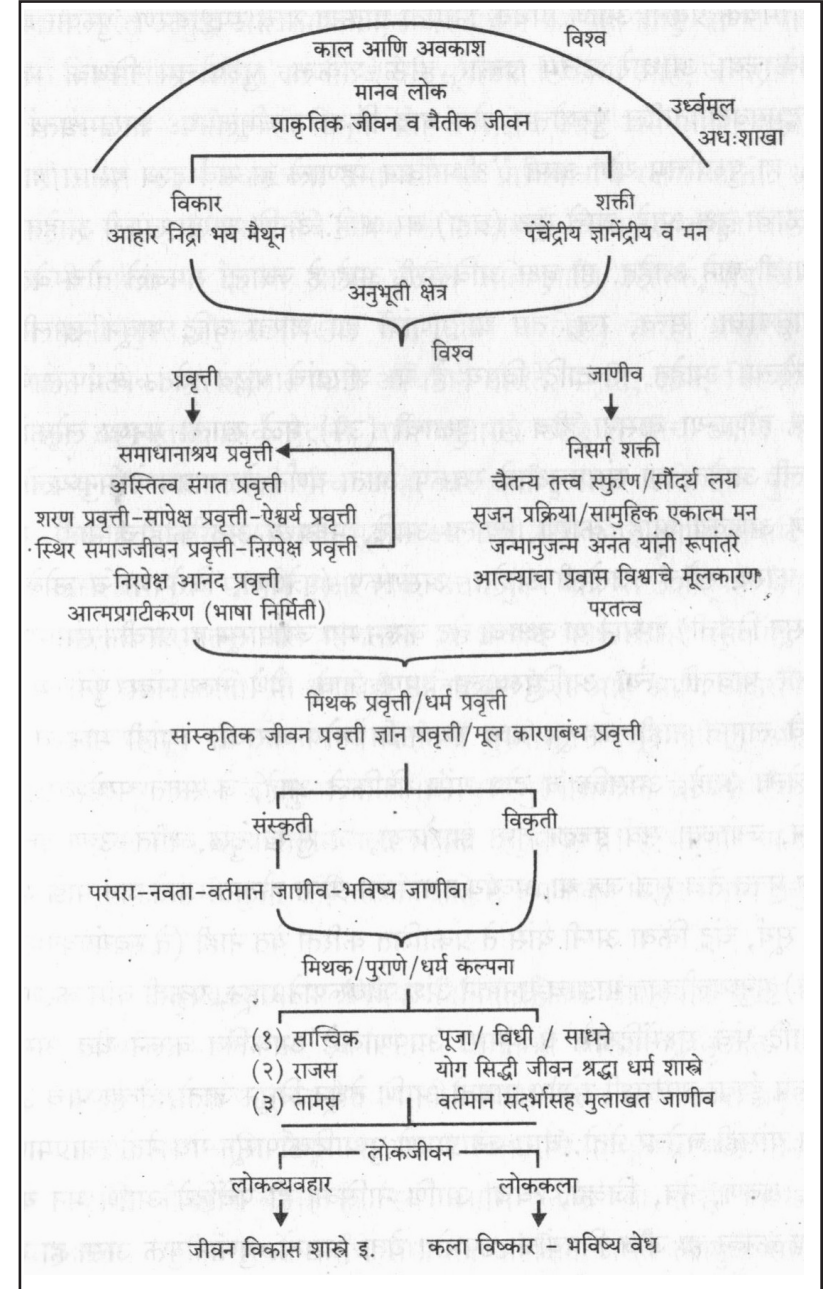 विश्व
काल आणि अवकाश
मानव लोक
उर्ध्वमूल
अधःशाखा
प्राकृतिक जीवन व नैतीक जीवन
विकार
शक्ती
आहार निद्रा भय मैथून
पंचेंद्रीय ज्ञानेंद्रीय व मन
अनुभूती क्षेत्र
विश्व
प्रवृत्ती
जाणीव
समाधानाश्रय प्रवृत्ती
निसर्ग शक्ती
अस्तित्व संगत प्रवृत्ती
चैतन्य तत्त्व स्फुरण/सौंदर्य लय
शरण प्रवृत्ती-सापेक्ष प्रवृत्ती-ऐश्वर्य प्रवृत्ती
सृजन प्रक्रिया/सामुहिक एकात्म मन
स्थिर समाजजीवन प्रवृत्ती-निरपेक्ष प्रवृत्ती
जन्मानुजन्म अनंत योनी रूपांतरे
निरपेक्ष आनंद प्रवृत्ती
आत्म्याचा प्रवास विश्वाचे मूलकारण
आत्मप्रगटीकरण (भाषा निर्मिती)
परतत्त्व
मिथक प्रवृत्ती/धर्म प्रवृत्ती
सांस्कृतिक जीवन प्रवृत्ती ज्ञान प्रवृत्ती/मूल कारणबंध प्रवृत्ती
संस्कृती
विकृती
परंपरा-नवता-वर्तमान जाणीव-भविष्य जाणीवा
मिथक/पुराणे/धर्म कल्पना
(१) सात्त्विक पूजा/ विधी / साधने
(२) राजस योग सिद्धी जीवन श्रद्धा धर्म शास्त्रे
(३) तामस वर्तमान संदर्भासह मुलाखत जाणीव
लोकजीवन
लोकव्यवहार
लोककला
जीवन विकास शास्त्रे इ.
कला विष्कार - भविष्य वेध